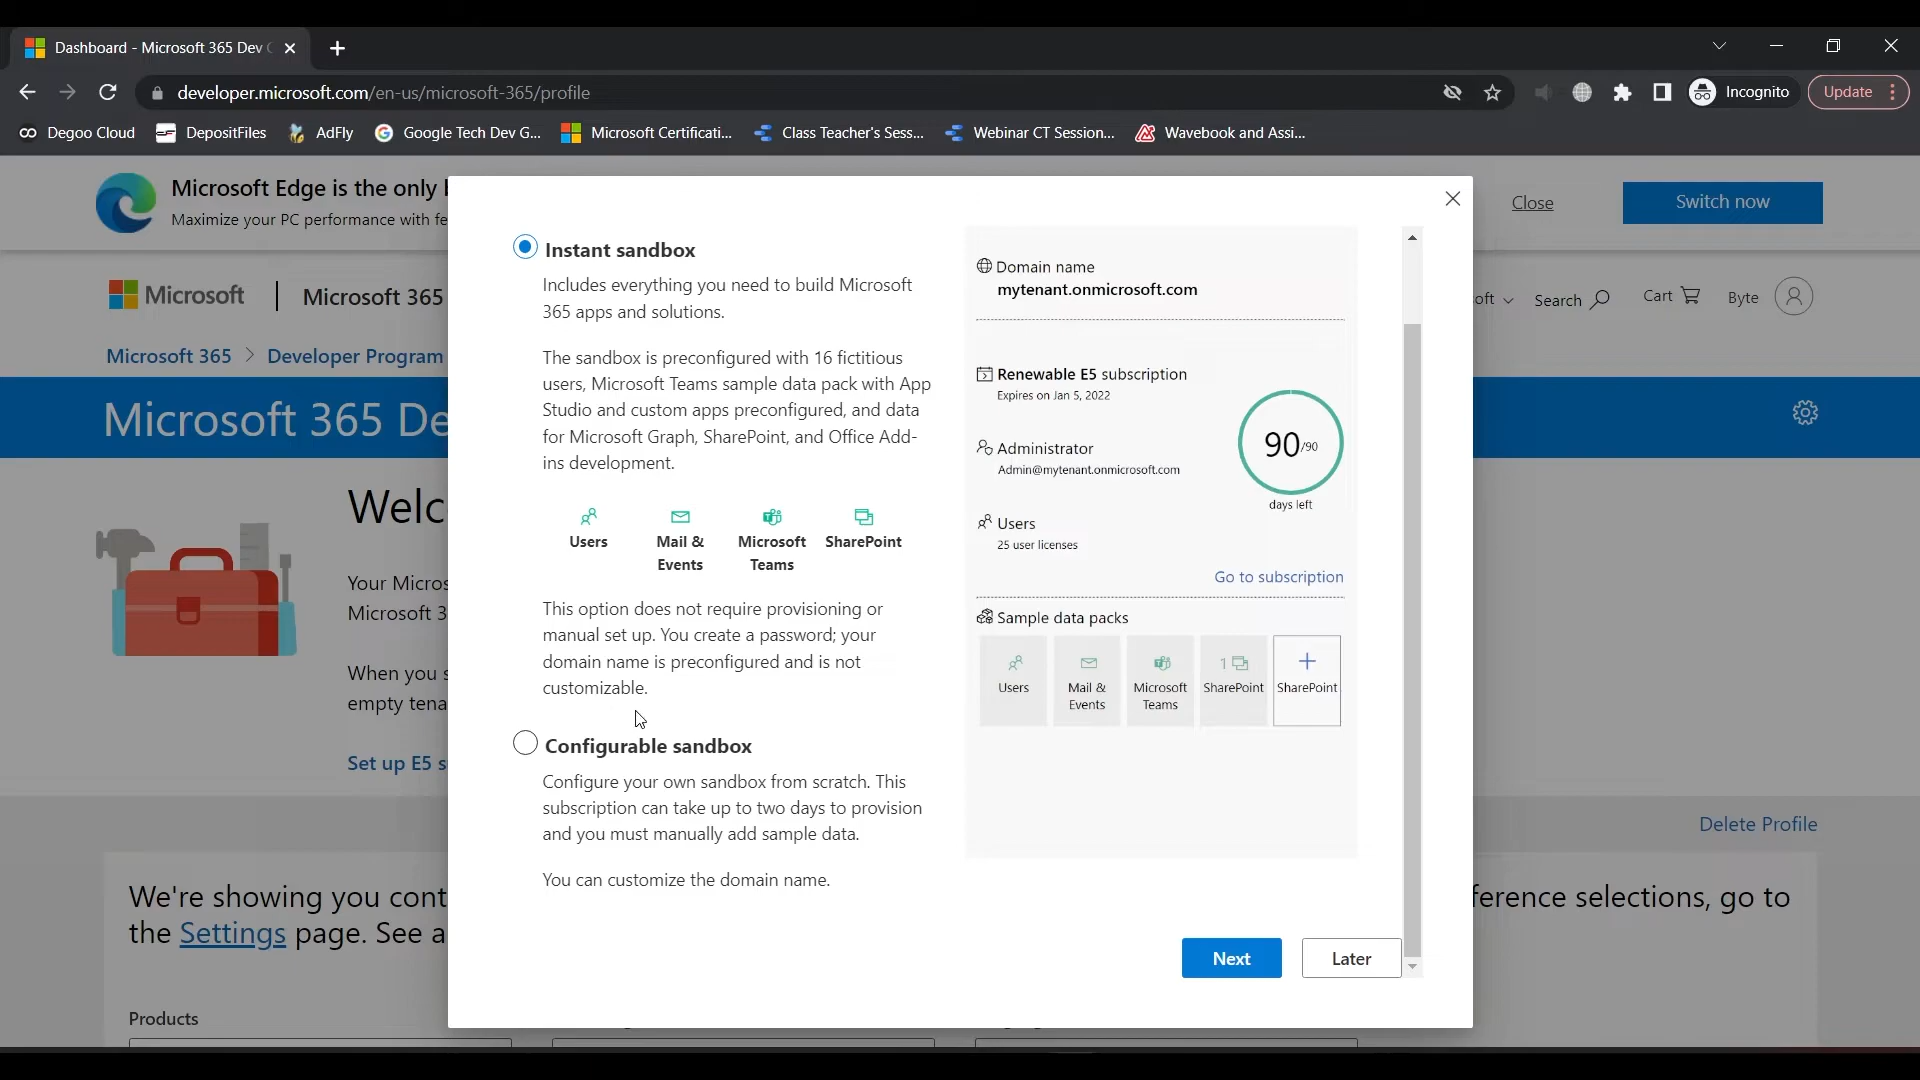 Dashboard - Microsoft 365 Dev
developer.microsoft.com/en-us/microsoft-365/profile
Incognito
Update
Degoo Cloud
DepositFiles
AdFly
Google Tech Dev G...
Microsoft Certificati...
Class Teacher's Sess...
Webinar CT Session...
Wavebook and Assi...
Microsoft Edge is the only
Maximize your PC performance with fe
Close
Switch now
Microsoft
Microsoft 365
oft
Search
Cart
Byte
Microsoft 365 > Developer Program
Microsoft 365 De
Welc
Your Micros
Microsoft 3
When you s
empty tena
Set up E5 s
Delete Profile
We're showing you cont
ference selections, go to
the Settings page. See a
Products
Instant sandbox
Includes everything you need to build Microsoft
365 apps and solutions.
The sandbox is preconfigured with 16 fictitious
users, Microsoft Teams sample data pack with App
Studio and custom apps preconfigured, and data
for Microsoft Graph, SharePoint, and Office Add-
ins development.
Users
Mail &
Events
Microsoft
Teams
SharePoint
This option does not require provisioning or
manual set up. You create a password; your
domain name is preconfigured and is not
customizable.
Configurable sandbox
Configure your own sandbox from scratch. This
subscription can take up to two days to provision
and you must manually add sample data.
You can customize the domain name.
Domain name
mytenant.onmicrosoft.com
Renewable E5 subscription
Expires on Jan 5, 2022
90/90
days left
Administrator
Admin@mytenant.onmicrosoft.com
Users
25 user licenses
Go to subscription
Sample data packs
Users
Mail &
Events
Microsoft
Teams
1
SharePoint
SharePoint
Next
Later